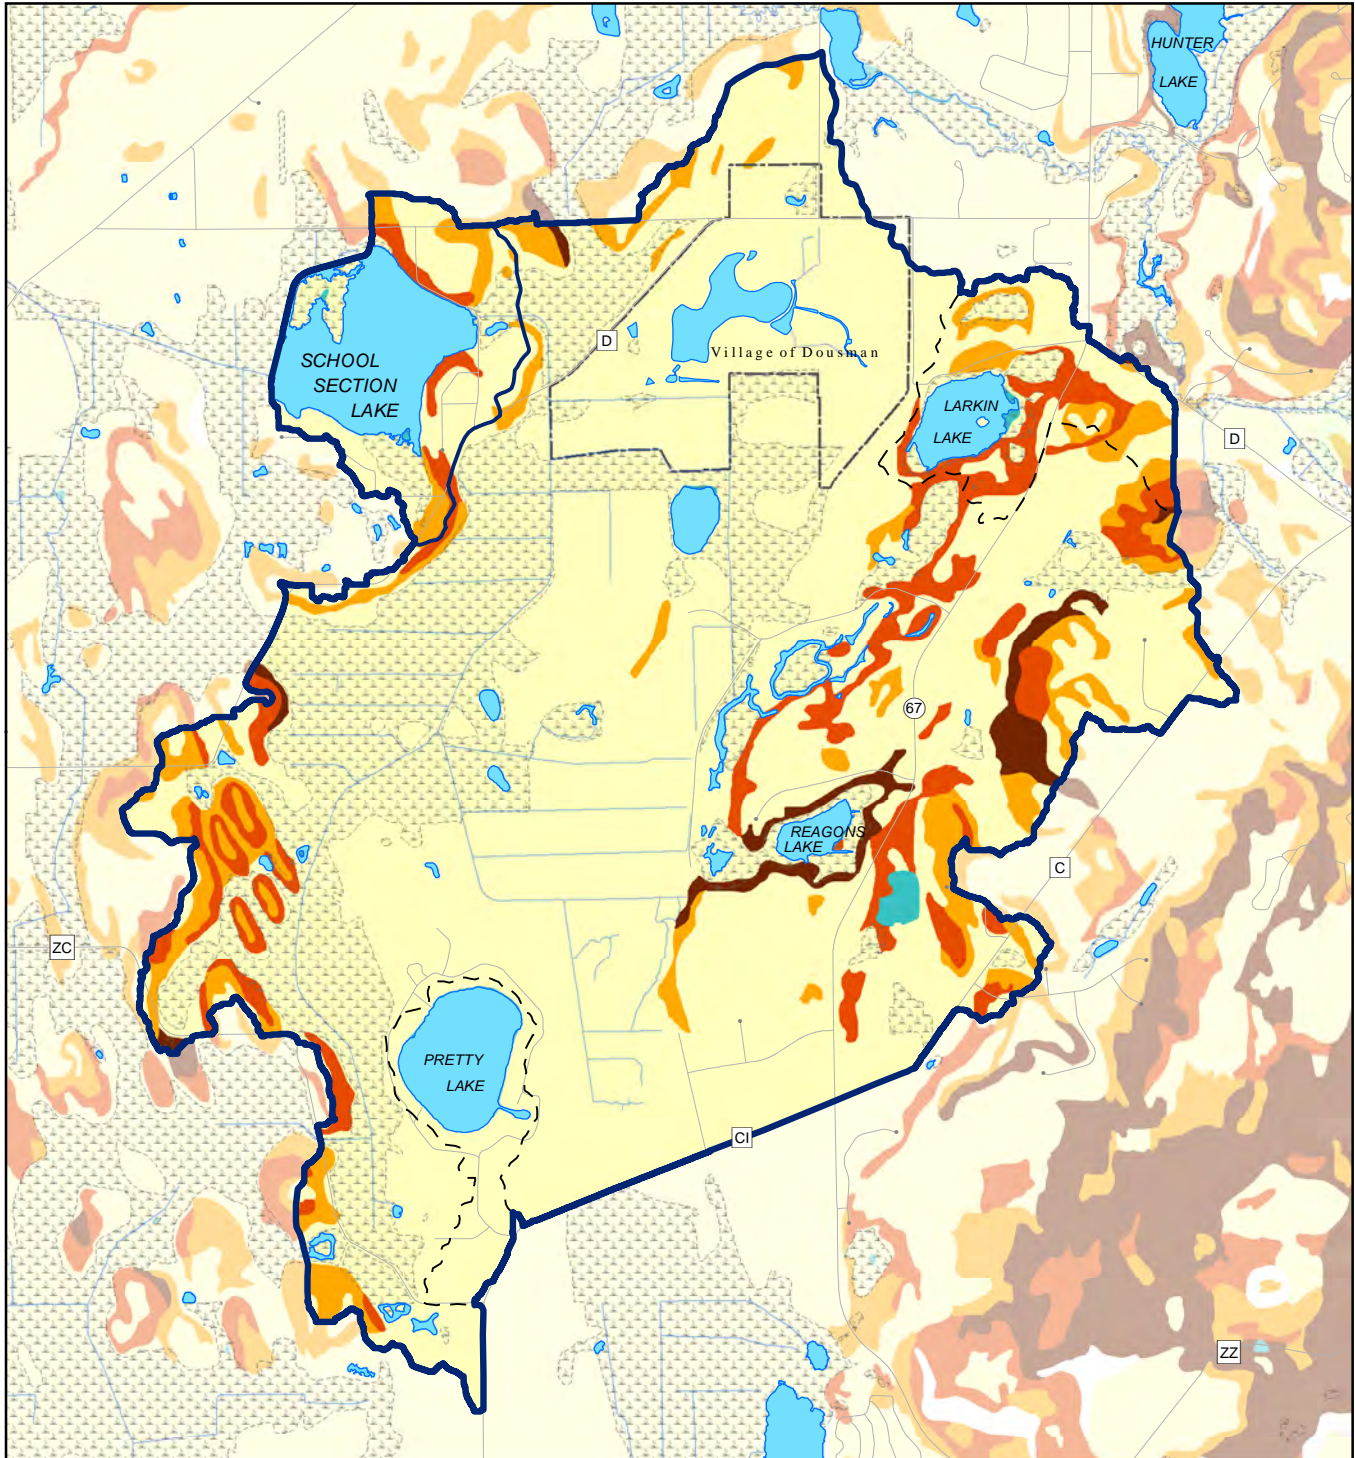 HUNTER
LAKE
D
Village of Dousman
SCHOOL
SECTION
LAKE
LARKIN
LAKE
D
67
REAGONS
LAKE
C
ZC
PRETTY
LAKE
CI
ZZ